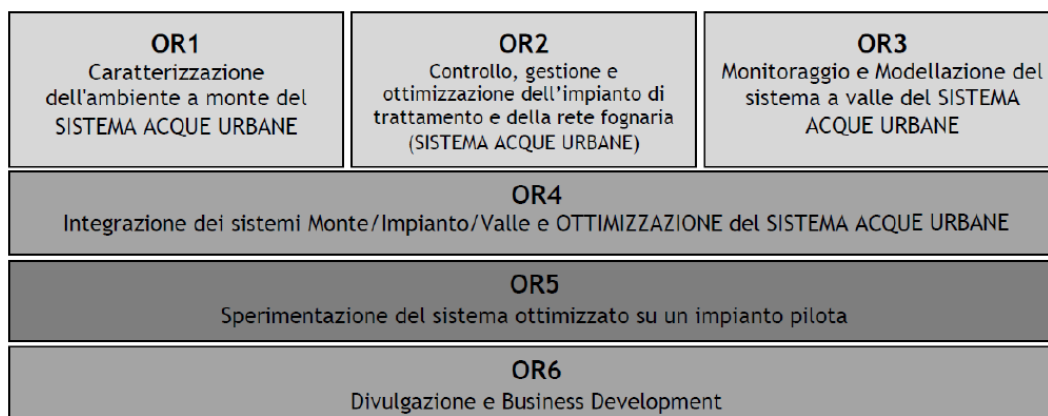 OR1
Caratterizzazione
dell'ambiente a monte del
SISTEMA ACQUE URBANE
OR2
Controllo, gestione e
ottimizzazione dell’impianto di
trattamento e della rete fognaria
(SISTEMA ACQUE URBANE)
OR3
Monitoraggio e Modellazione del
sistema a valle del SISTEMA
ACQUE URBANE
OR4
Integrazione dei sistemi Monte/Impianto/Valle e OTTIMIZZAZIONE del SISTEMA ACQUE URBANE
OR5
Sperimentazione del sistema ottimizzato su un impianto pilota
OR6
Divulgazione e Business Development